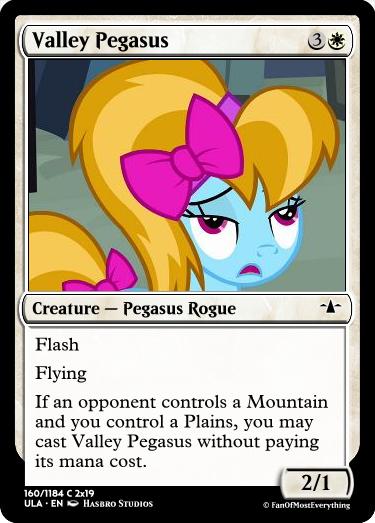 Valley Pegasus 3
Creature — Pegasus Rogue
Flash
Flying
If an opponent controls a Mountain
and you control a Plains, you may
cast Valley Pegasus without paying
its mana cost.
2/1
160/1184 C 2x19
ULA • EN Hasbro Studios
© FanOfMostEverything